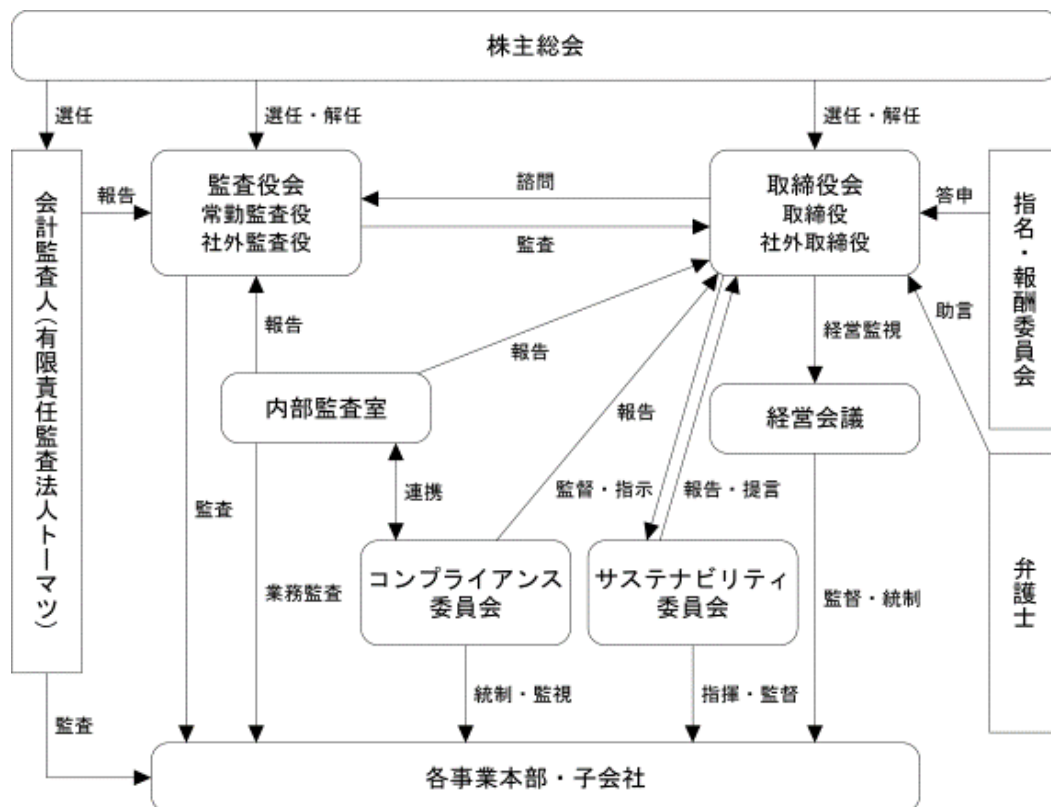 株主総会
選任
選任・解任
選任・解任
会計監査人(有限責任監査法人トーマツ)
報告
監査役会
常勤監査役
社外監査役
諮問
監査
取締役会
取締役
社外取締役
答申
指名・報酬委員会
報告
報告
助言
経営監視
内部監査室
報告
経営会議
連携
監督・指示
報告・提言
監査
業務監査
コンプライアンス
委員会
サステナビリティ
委員会
監督・統制
弁護士
統制・監視
指揮・監督
監査
各事業本部・子会社